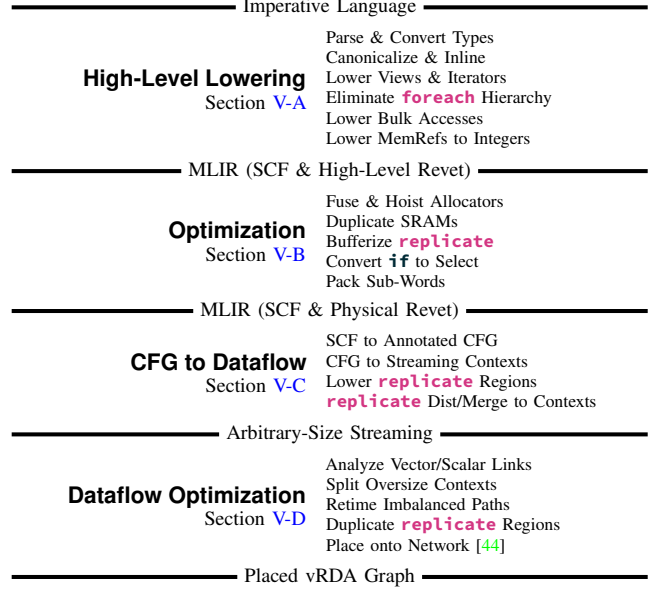 Imperative Language
High-Level Lowering
Section V-A
Parse & Convert Types
Canonicalize & Inline
Lower Views & Iterators
Eliminate foreach Hierarchy
Lower Bulk Accesses
Lower MemRefs to Integers
MLIR (SCF & High-Level Revet)
Optimization
Section V-B
Fuse & Hoist Allocators
Duplicate SRAMs
Bufferize replicate
Convert if to Select
Pack Sub-Words
MLIR (SCF & Physical Revet)
CFG to Dataflow
Section V-C
SCF to Annotated CFG
CFG to Streaming Contexts
Lower replicate Regions
replicate Dist/Merge to Contexts
Arbitrary-Size Streaming
Dataflow Optimization
Section V-D
Analyze Vector/Scalar Links
Split Oversize Contexts
Retime Imbalanced Paths
Duplicate replicate Regions
Place onto Network [44]
Placed vRDA Graph